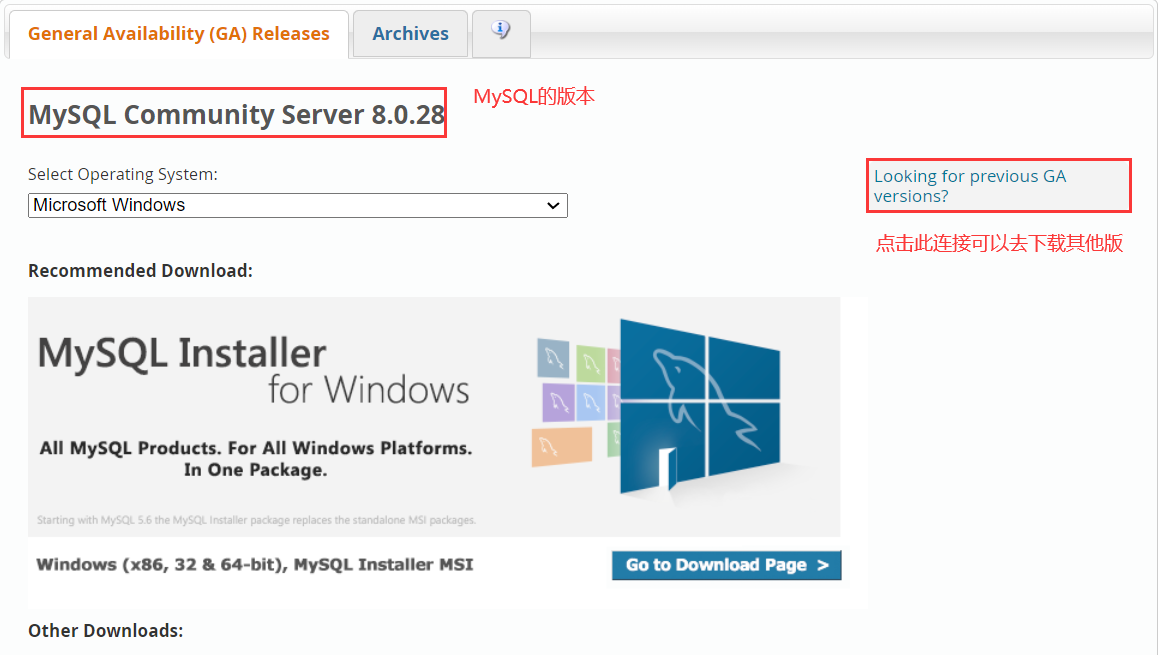 General Availability (GA) Releases
Archives
MySQL Community Server 8.0.28
MySQL的版本
Select Operating System:
Microsoft Windows
Looking for previous GA
versions?
点击此连接可以去下载其他版
Recommended Download:
MySQL Installer
for Windows
All MySQL Products. For All Windows Platforms.
In One Package.
Starting with MySQL 5.6 the MySQL Installer package replaces the standalone MSI packages.
Windows (x86, 32 & 64-bit), MySQL Installer MSI
Go to Download Page >
Other Downloads: